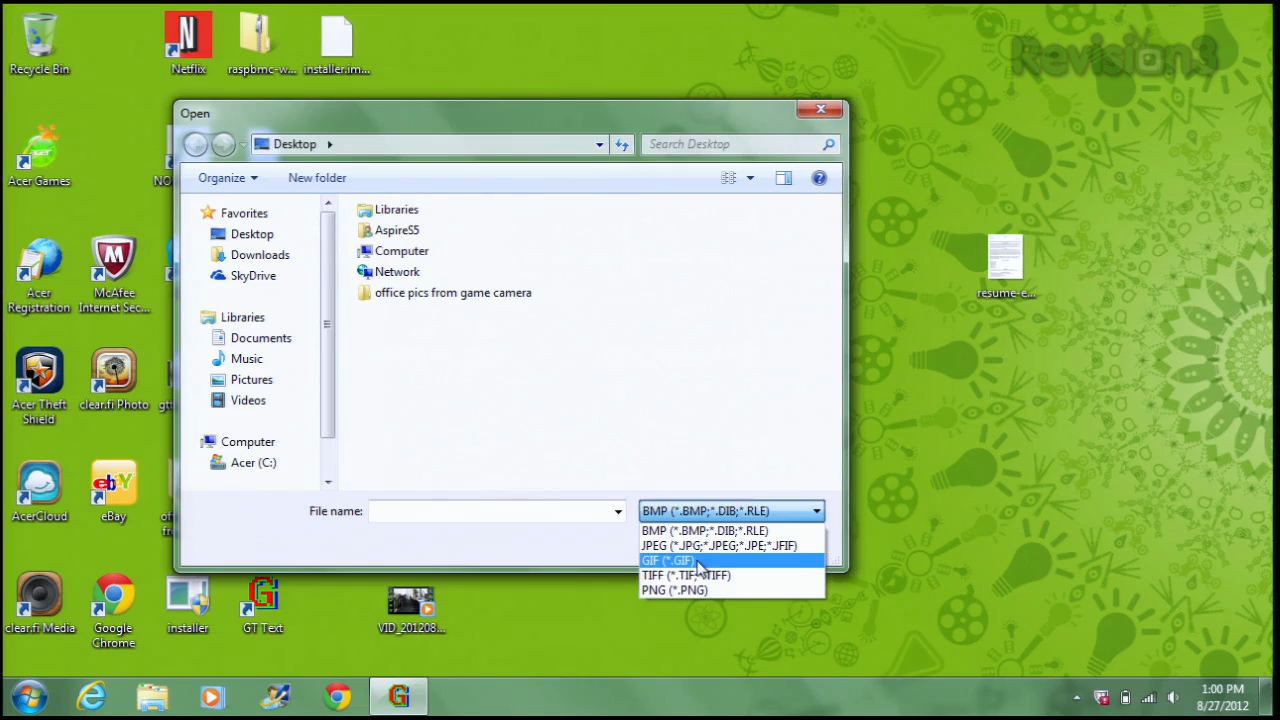 Revision3
Recycle Bin
Netflix
raspbmc-w...
installer.im...
Open
Desktop
Search Desktop
Acer Games
NO
Organize
New folder
Favorites
Desktop
Downloads
SkyDrive
Libraries
Documents
Music
Pictures
Videos
Computer
Acer (C:)
Libraries
AspireS5
Computer
Network
office pics from game camera
Acer
Registration
McAfee
Internet Sec...
resume-e...
Acer Theft
Shield
clear.fi Photo
gt
File name:
BMP (*.BMP;*.DIB;*.RLE)
BMP (*.BMP;*.DIB;*.RLE)
JPEG (*.JPG;*.JPEG;*.JPE;*.JFIF)
GIF (*.GIF)
TIFF (*.TIF;*.TIFF)
PNG (*.PNG)
AcerCloud
eBay
of
fro
clear.fi Media
Google
Chrome
installer
GT Text
VID_201208...
1:00 PM
8/27/2012